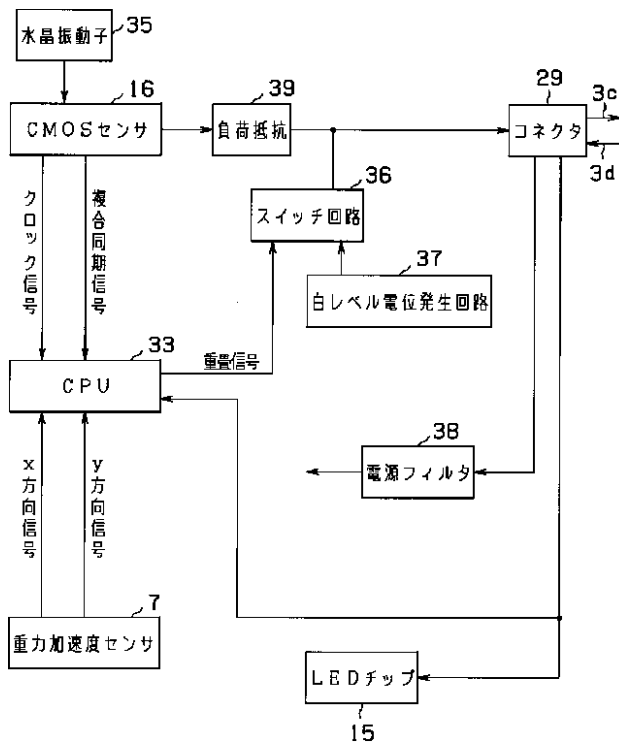 水晶振動子
35
16
CMOSセンサ
39
負荷抵抗
29
コネクタ
3c
3d
36
スイッチ回路
37
白レベル電位発生回路
クロック信号
複合同期信号
33
CPU
重畳信号
38
電源フィルタ
x方向信号
y方向信号
7
重力加速度センサ
LEDチップ
15